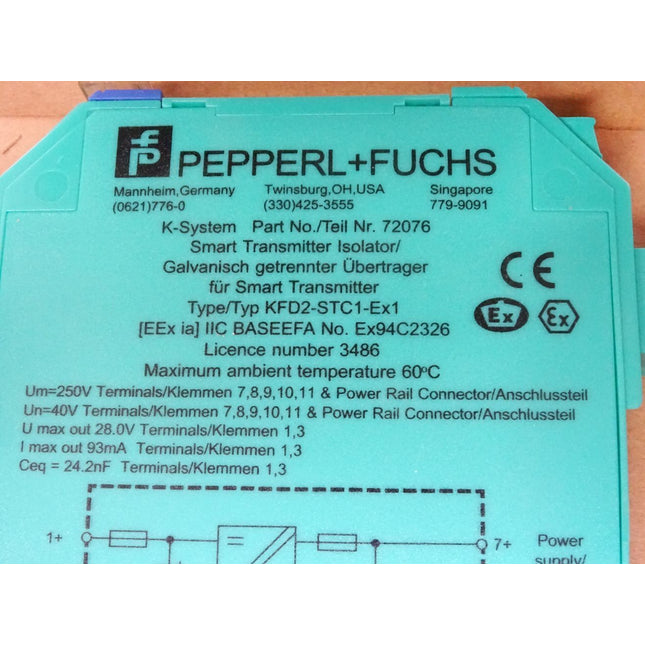 PEPPERL+FUCHS
Mannheim,Germany Twinsburg,OH,USA Singapore
(0621)776-0 (330)425-3555 779-9091
K-System Part No./Teil Nr. 72076
Smart Transmitter Isolator/
Galvanisch getrennter Übertrager
für Smart Transmitter
Type/Typ KFD2-STC1-Ex1
[EEx ia] IIC BASEEFA No. Ex94C2326
Licence number 3486
Maximum ambient temperature 60°C
CE
Ex Ex
Um=250V Terminals/Klemmen 7,8,9,10,11 & Power Rail Connector/Anschlussteil
Un=40V Terminals/Klemmen 7,8,9,10,11 & Power Rail Connector/Anschlussteil
U max out 28.0V Terminals/Klemmen 1,3
I max out 93mA Terminals/Klemmen 1,3
Ceq = 24.2nF Terminals/Klemmen 1,3
1+ 7+ Power
supply/